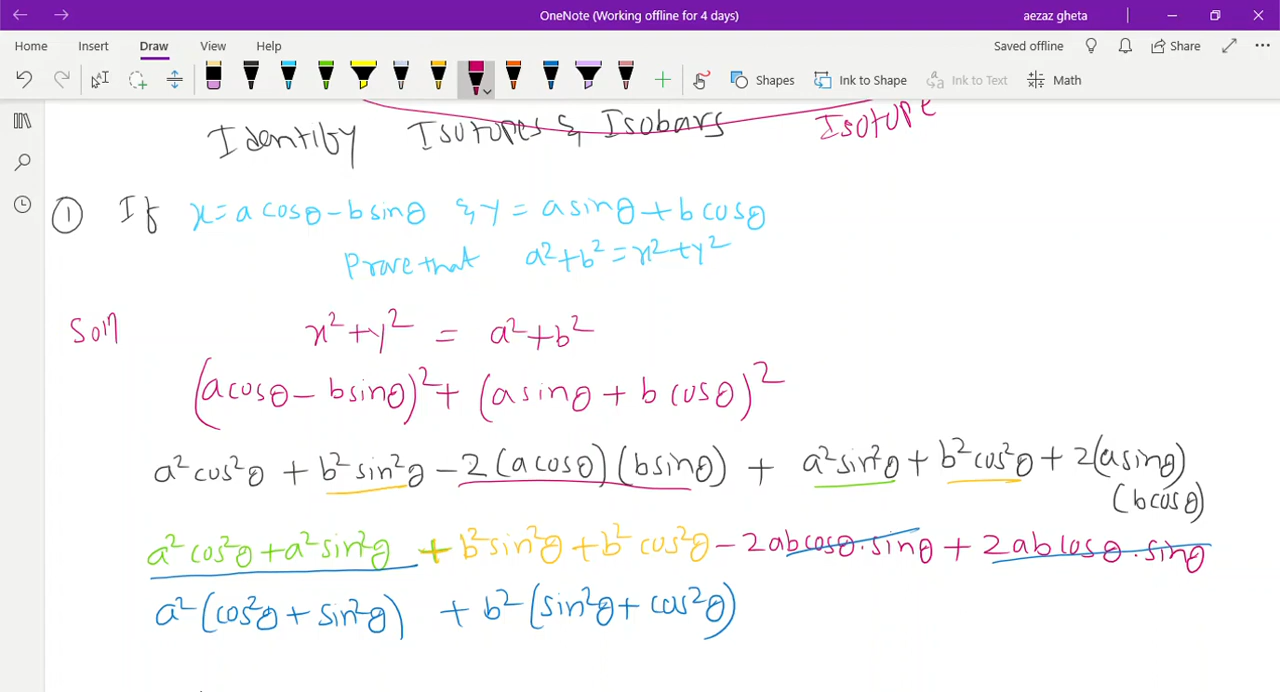 OneNote (Working offline for 4 days)
aezaz gheta
Home Insert Draw View Help Saved offline Share
Shapes Ink to Shape Ink to Text Math
Identify Isotopes & Isobars Isotope
① If x = a cosθ - b sinθ & y = a sinθ + b cosθ
Prove that a² + b² = x² + y²
Solⁿ x² + y² = a² + b²
(a cosθ - b sinθ)² + (a sinθ + b cosθ)²
a² cos²θ + b² sin²θ - 2(a cosθ)(b sinθ) + a² sin²θ + b² cos²θ + 2(a sinθ)
(b cosθ)
a² cos²θ + a² sin²θ + b² sin²θ + b² cos²θ - 2ab cosθ · sinθ + 2ab cosθ · sinθ
a² (cos²θ + sin²θ) + b² (sin²θ + cos²θ)